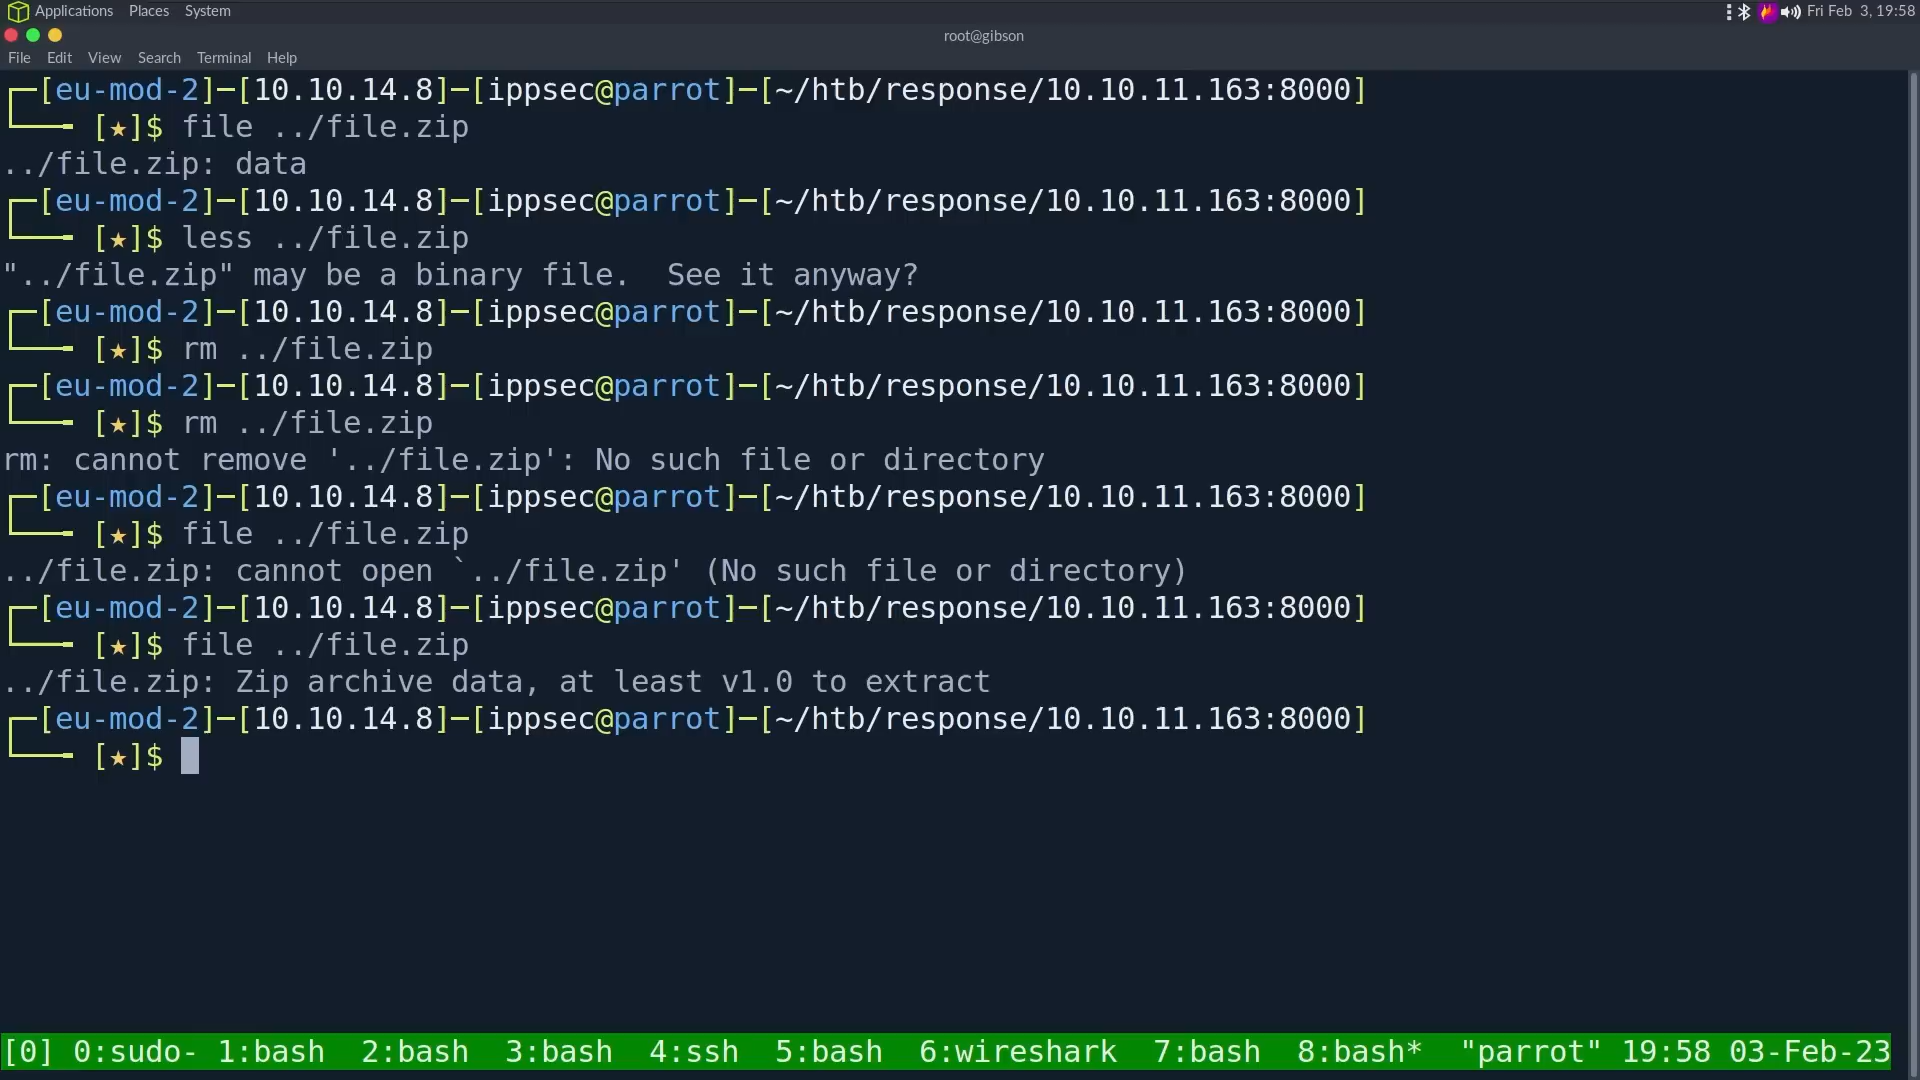 Applications Places System
Fri Feb 3, 19:58
root@gibson
File Edit View Search Terminal Help
[eu-mod-2]─[10.10.14.8]─[ippsec@parrot]─[~/htb/response/10.10.11.163:8000]
[★]$ file ../file.zip
../file.zip: data
[eu-mod-2]─[10.10.14.8]─[ippsec@parrot]─[~/htb/response/10.10.11.163:8000]
[★]$ less ../file.zip
"../file.zip" may be a binary file.  See it anyway?
[eu-mod-2]─[10.10.14.8]─[ippsec@parrot]─[~/htb/response/10.10.11.163:8000]
[★]$ rm ../file.zip
[eu-mod-2]─[10.10.14.8]─[ippsec@parrot]─[~/htb/response/10.10.11.163:8000]
[★]$ rm ../file.zip
rm: cannot remove '../file.zip': No such file or directory
[eu-mod-2]─[10.10.14.8]─[ippsec@parrot]─[~/htb/response/10.10.11.163:8000]
[★]$ file ../file.zip
../file.zip: cannot open `../file.zip' (No such file or directory)
[eu-mod-2]─[10.10.14.8]─[ippsec@parrot]─[~/htb/response/10.10.11.163:8000]
[★]$ file ../file.zip
../file.zip: Zip archive data, at least v1.0 to extract
[eu-mod-2]─[10.10.14.8]─[ippsec@parrot]─[~/htb/response/10.10.11.163:8000]
[★]$
[0] 0:sudo- 1:bash  2:bash  3:bash  4:ssh  5:bash  6:wireshark  7:bash  8:bash*  "parrot" 19:58 03-Feb-23